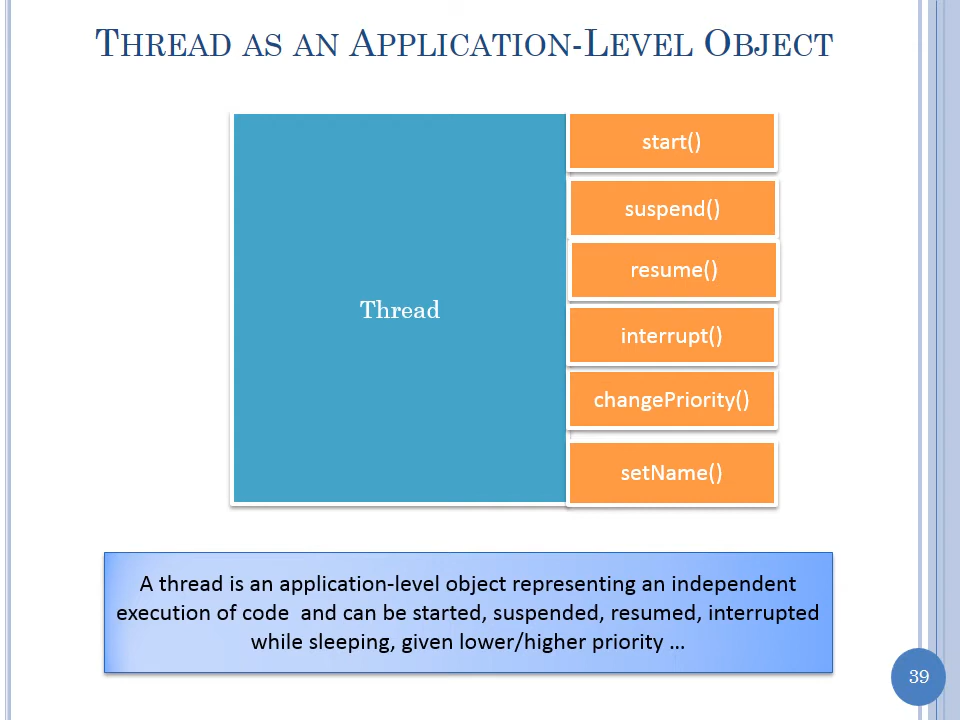 THREAD AS AN APPLICATION-LEVEL OBJECT
start()
suspend()
resume()
Thread
interrupt()
changePriority()
setName()
A thread is an application-level object representing an independent
execution of code and can be started, suspended, resumed, interrupted
while sleeping, given lower/higher priority …
39